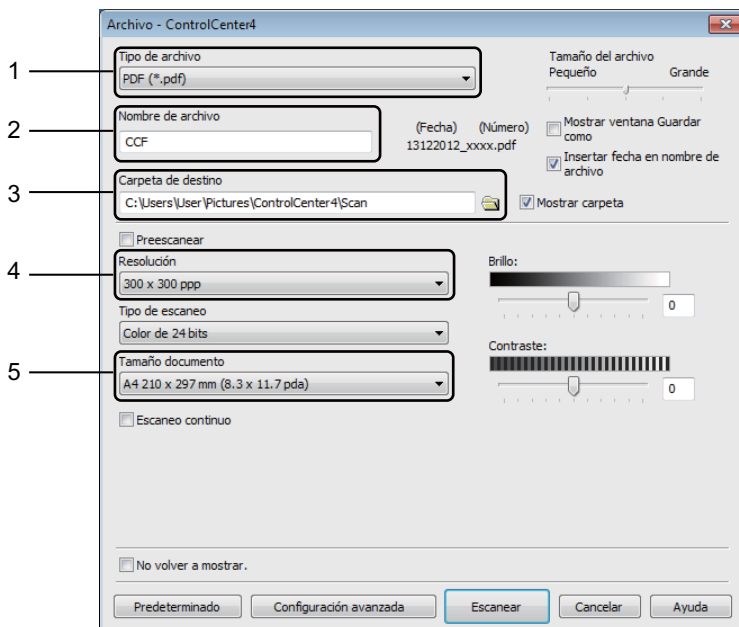 Archivo - ControlCenter4
1
Tipo de archivo
PDF (*.pdf)
Tamaño del archivo
Pequeño Grande
2
Nombre de archivo
CCF
(Fecha) (Número)
13122012_xxxx.pdf
Mostrar ventana Guardar
como
Insertar fecha en nombre de
archivo
3
Carpeta de destino
C:\Users\User\Pictures\ControlCenter4\Scan
Mostrar carpeta
Preescanear
4
Resolución
300 x 300 ppp
Brillo:
0
Tipo de escaneo
Color de 24 bits
Contraste:
0
5
Tamaño documento
A4 210 x 297 mm (8.3 x 11.7 pda)
Escaneo continuo
No volver a mostrar.
Predeterminado Configuración avanzada Escanear Cancelar Ayuda